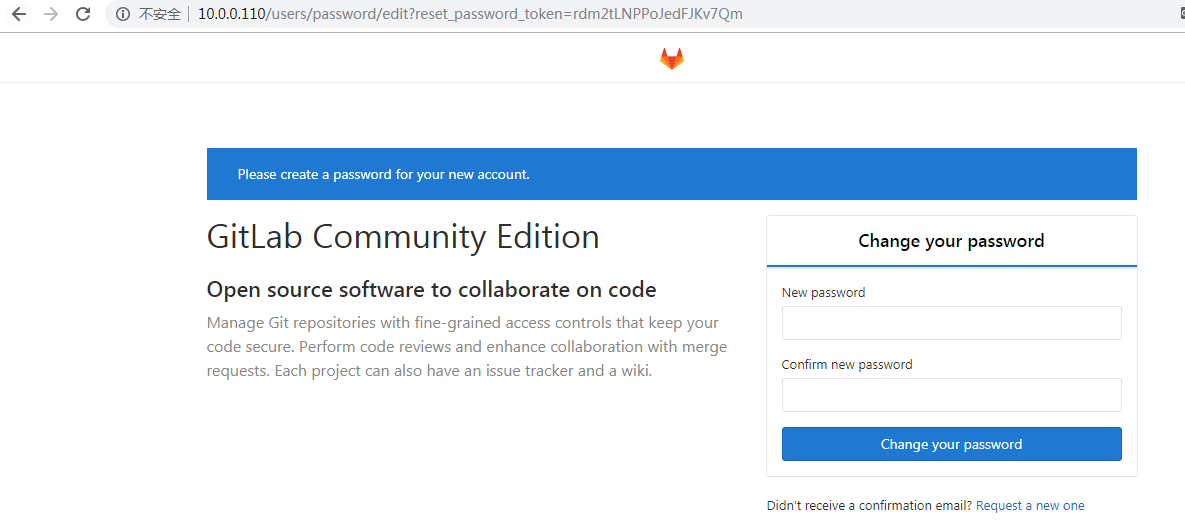 不安全 10.0.0.110/users/password/edit?reset_password_token=rdm2tLNPPoJedFJKv7Qm
Please create a password for your new account.
GitLab Community Edition
Open source software to collaborate on code
Manage Git repositories with fine-grained access controls that keep your
code secure. Perform code reviews and enhance collaboration with merge
requests. Each project can also have an issue tracker and a wiki.
Change your password
New password
Confirm new password
Change your password
Didn't receive a confirmation email? Request a new one